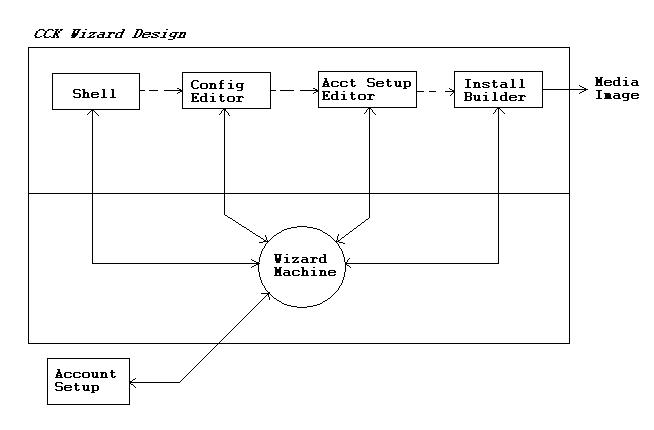 CCK Wizard Design
Shell
Config
Editor
Acct Setup
Editor
Install
Builder
Media
Image
Wizard
Machine
Account
Setup